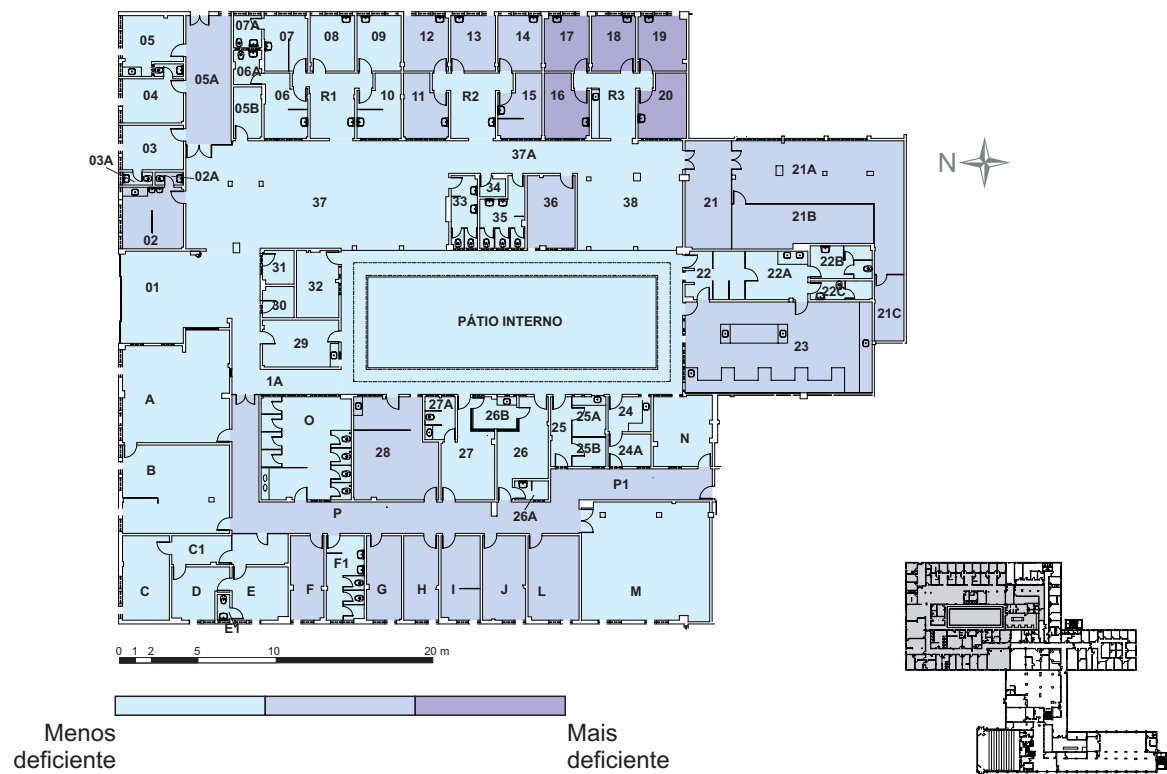 05
05A
07A
06A
05B
07
08
09
12
13
14
17
18
19
04
06
R1
10
11
R2
15
16
R3
20
03
03A
02A
02
37A
37
33
34
35
36
38
21
21A
21B
21C
01
31
32
30
29
1A
PÁTIO INTERNO
22
22A
22B
22C
23
N
A
B
O
28
27A
27
26B
26
26A
25
25A
25B
24
24A
N
P1
P
C
C1
D
E
E1
F
F1
G
H
I
J
L
M
0 1 2 5 10 20 m
Menos
deficiente
Mais
deficiente